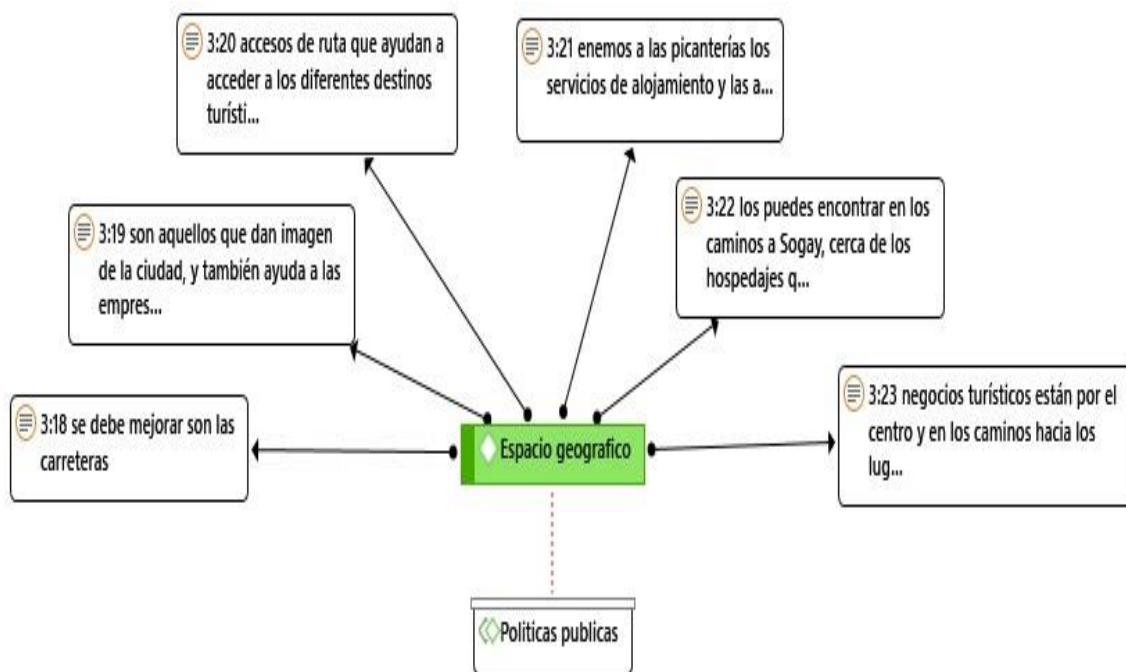 3:20 accesos de ruta que ayudan a
acceder a los diferentes destinos
turísti...
3:21 enemos a las picanterías los
servicios de alojamiento y las a...
3:19 son aquellos que dan imagen
de la ciudad, y también ayuda a las
empres...
3:22 los puedes encontrar en los
caminos a Sogay, cerca de los
hospedajes q...
3:18 se debe mejorar son las
carreteras
3:23 negocios turísticos están por el
centro y en los caminos hacia los
lug...
Espacio geografico
Politicas publicas